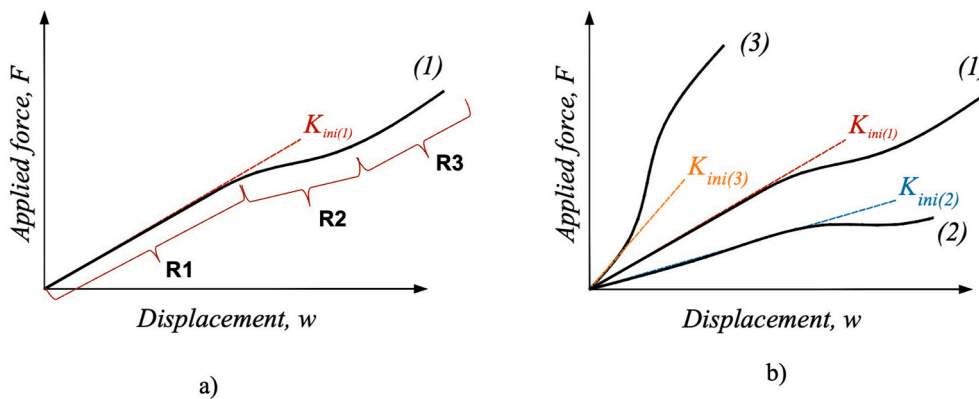 Applied force, F
(1)
K_ini(1)
R3
R2
R1
Displacement, w
a)
Applied force, F
(3)
(1)
K_ini(1)
K_ini(3)
K_ini(2)
(2)
Displacement, w
b)